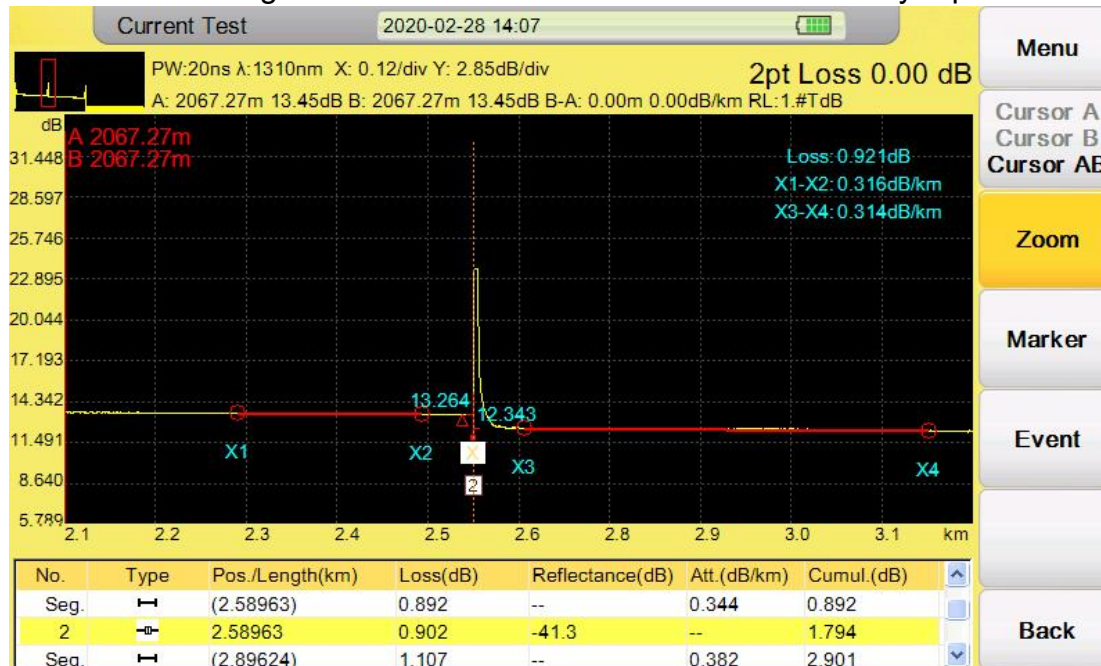 Current Test 2020-02-28 14:07
Menu
PW:20ns λ:1310nm X: 0.12/div Y: 2.85dB/div
2pt Loss 0.00 dB
A: 2067.27m 13.45dB B: 2067.27m 13.45dB B-A: 0.00m 0.00dB/km RL:1.#TdB
Cursor A
Cursor B
Cursor AB
dB
A 2067.27m
B 2067.27m
31.448
28.597
25.746
22.895
20.044
17.193
14.342
11.491
8.640
5.789
Loss:0.921dB
X1-X2:0.316dB/km
X3-X4:0.314dB/km
Zoom
Marker
13.264
12.343
X1 X2 X X3 X4
2
Event
2.1 2.2 2.3 2.4 2.5 2.6 2.7 2.8 2.9 3.0 3.1 km
No. Type Pos./Length(km) Loss(dB) Reflectance(dB) Att.(dB/km) Cumul.(dB)
Seg. (2.58963) 0.892 -- 0.344 0.892
2 2.58963 0.902 -41.3 -- 1.794
Seg. (2.89624) 1.107 -- 0.382 2.901
Back